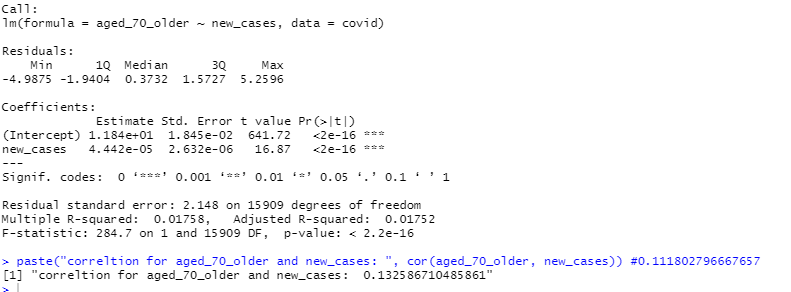 Call:
lm(formula = aged_70_older ~ new_cases, data = covid)
Residuals:
Min 1Q Median 3Q Max
-4.9875 -1.9404 0.3732 1.5727 5.2596
Coefficients:
Estimate Std. Error t value Pr(>|t|)
(Intercept) 1.184e+01 1.845e-02 641.72 <2e-16 ***
new_cases 4.442e-05 2.632e-06 16.87 <2e-16 ***
---
Signif. codes: 0 ‘***’ 0.001 ‘**’ 0.01 ‘*’ 0.05 ‘.’ 0.1 ‘ ’ 1
Residual standard error: 2.148 on 15909 degrees of freedom
Multiple R-squared: 0.01758, Adjusted R-squared: 0.01752
F-statistic: 284.7 on 1 and 15909 DF, p-value: < 2.2e-16
> paste("correltion for aged_70_older and new_cases: ", cor(aged_70_older, new_cases)) #0.111802796667657
[1] "correltion for aged_70_older and new_cases:  0.132586710485861"
>